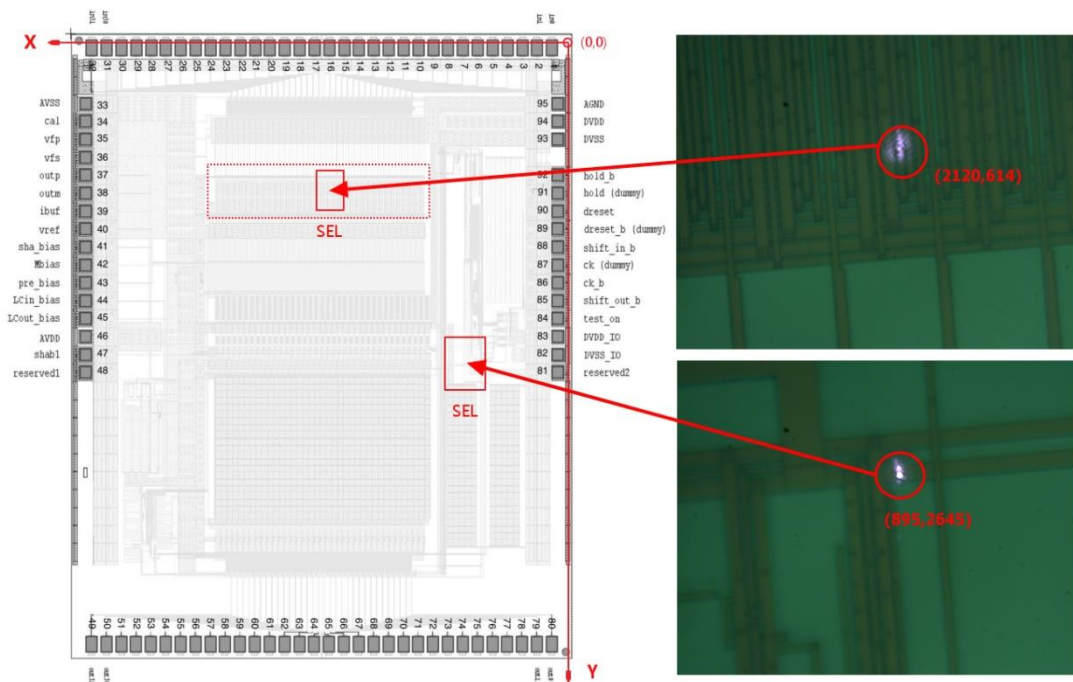 X
(0,0)
32 31 30 29 28 27 26 25 24 23 22 21 20 19 18 17 16 15 14 13 12 11 10 9 8 7 6 5 4 3 2 1
AVSS 33 95 AGND
cal 34 94 DVDD
vfp 35 93 DVSS
vfs 36
outp 37 92 hold_b
outm 38 91 hold (dummy)
ibuf 39 90 dreset
SEL
vref 40 89 dreset_b (dummy)
sha_bias 41 88 shift_in_b
Mbias 42 87 ck (dummy)
pre_bias 43 86 ck_b
LCin_bias 44 85 shift_out_b
LCout_bias 45 84 test_on
AVDD 46 83 DVDD_IO
shab1 47 82 DVSS_IO
reserved1 48 81 reserved2
SEL
49 50 51 52 53 54 55 56 57 58 59 60 61 62 63 64 65 66 67 68 69 70 71 72 73 74 75 76 77 78 79 80
Y
(2120,614)
(895,2645)